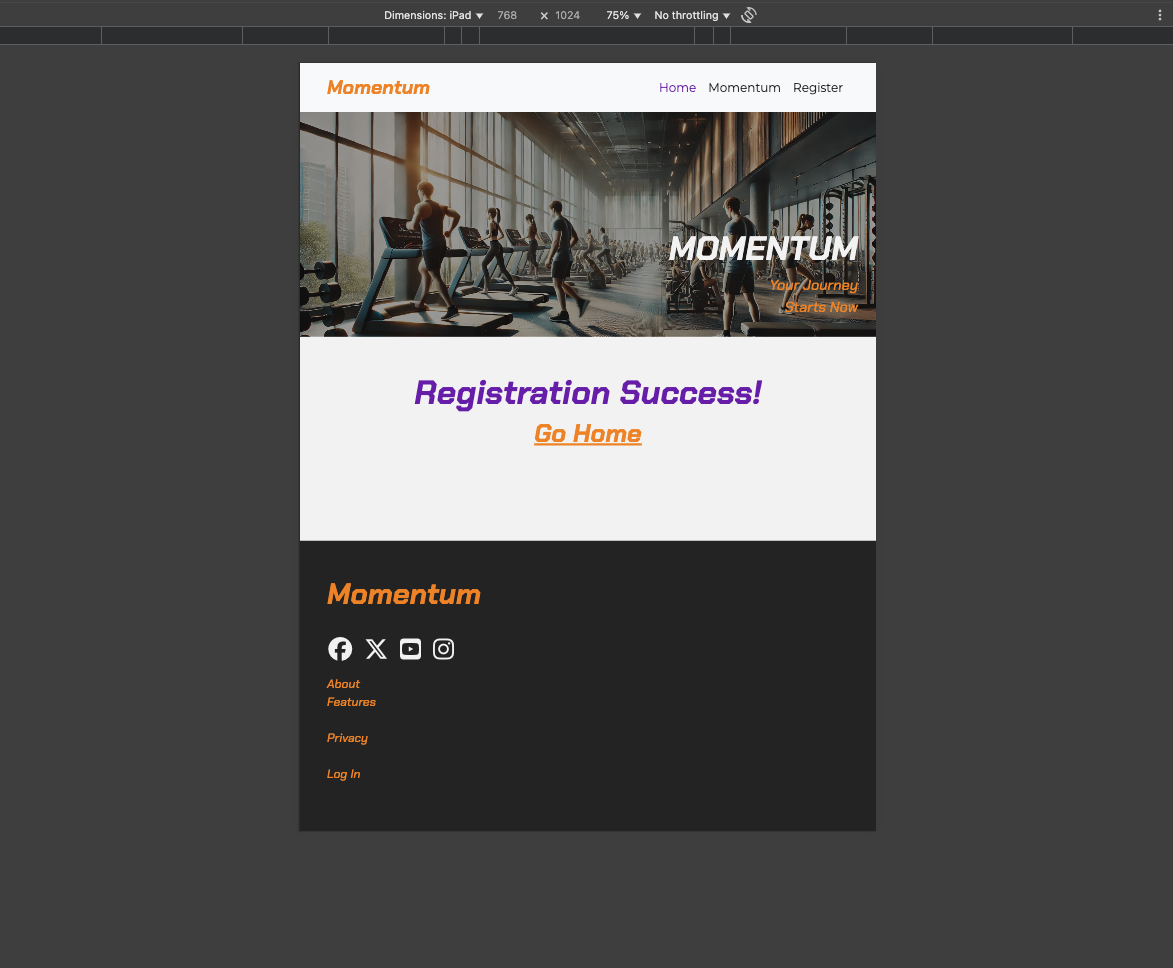 Dimensions: iPad ▼ 768 × 1024 75% ▼ No throttling ▼
Momentum Home Momentum Register
MOMENTUM
Your Journey
Starts Now
Registration Success!
Go Home
Momentum
About
Features
Privacy
Log In